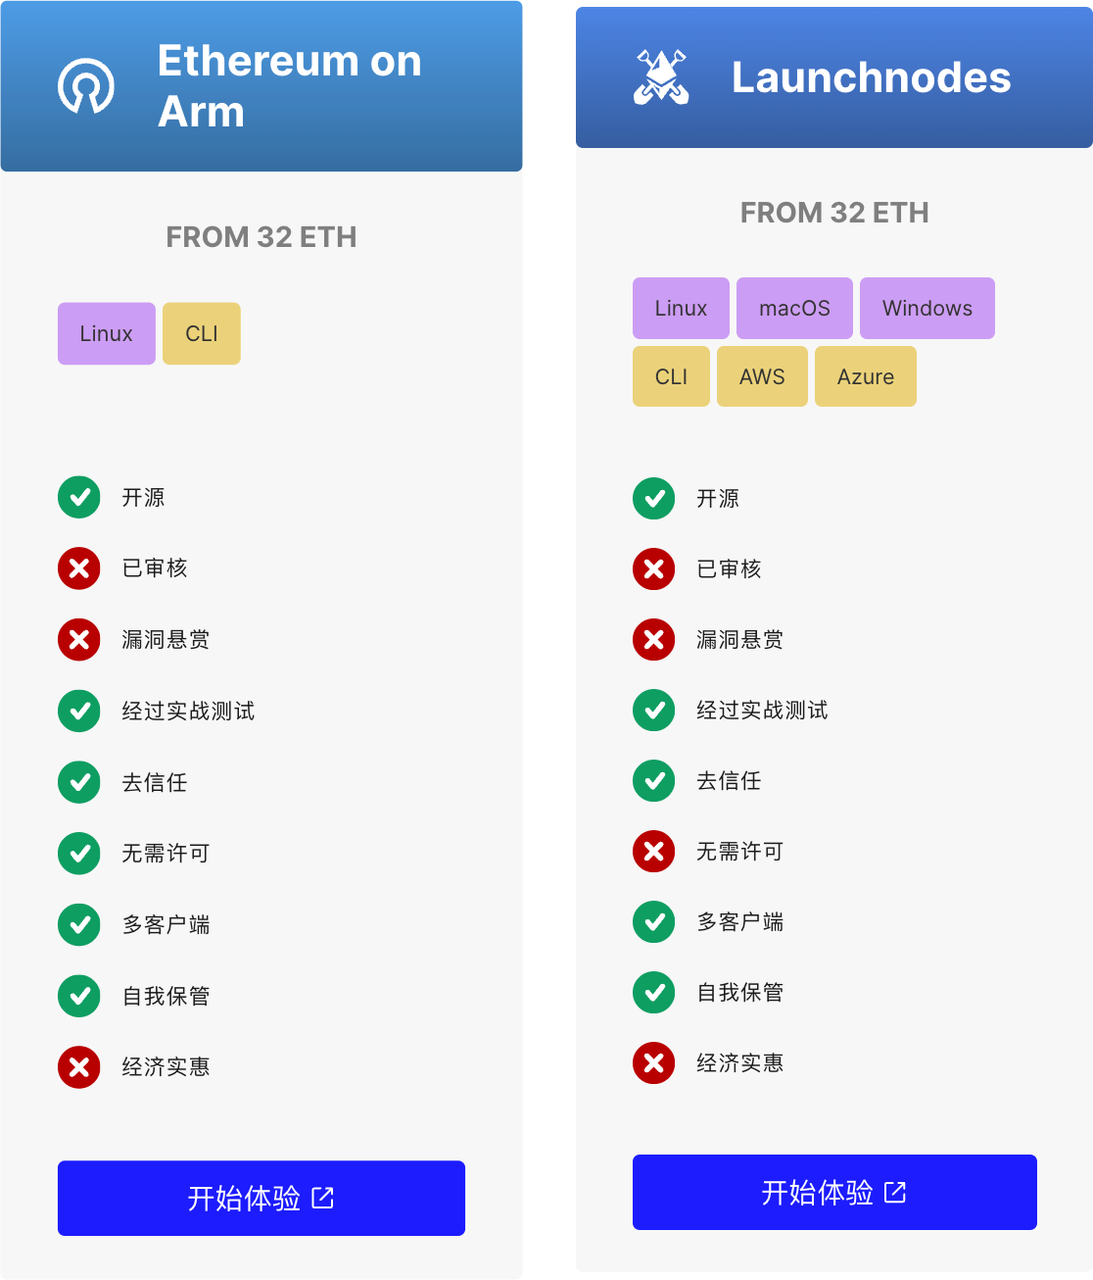 Ethereum on
Arm
FROM 32 ETH
Linux CLI
开源
已审核
漏洞悬赏
经过实战测试
去信任
无需许可
多客户端
自我保管
经济实惠
开始体验
Launchnodes
FROM 32 ETH
Linux macOS Windows
CLI AWS Azure
开源
已审核
漏洞悬赏
经过实战测试
去信任
无需许可
多客户端
自我保管
经济实惠
开始体验